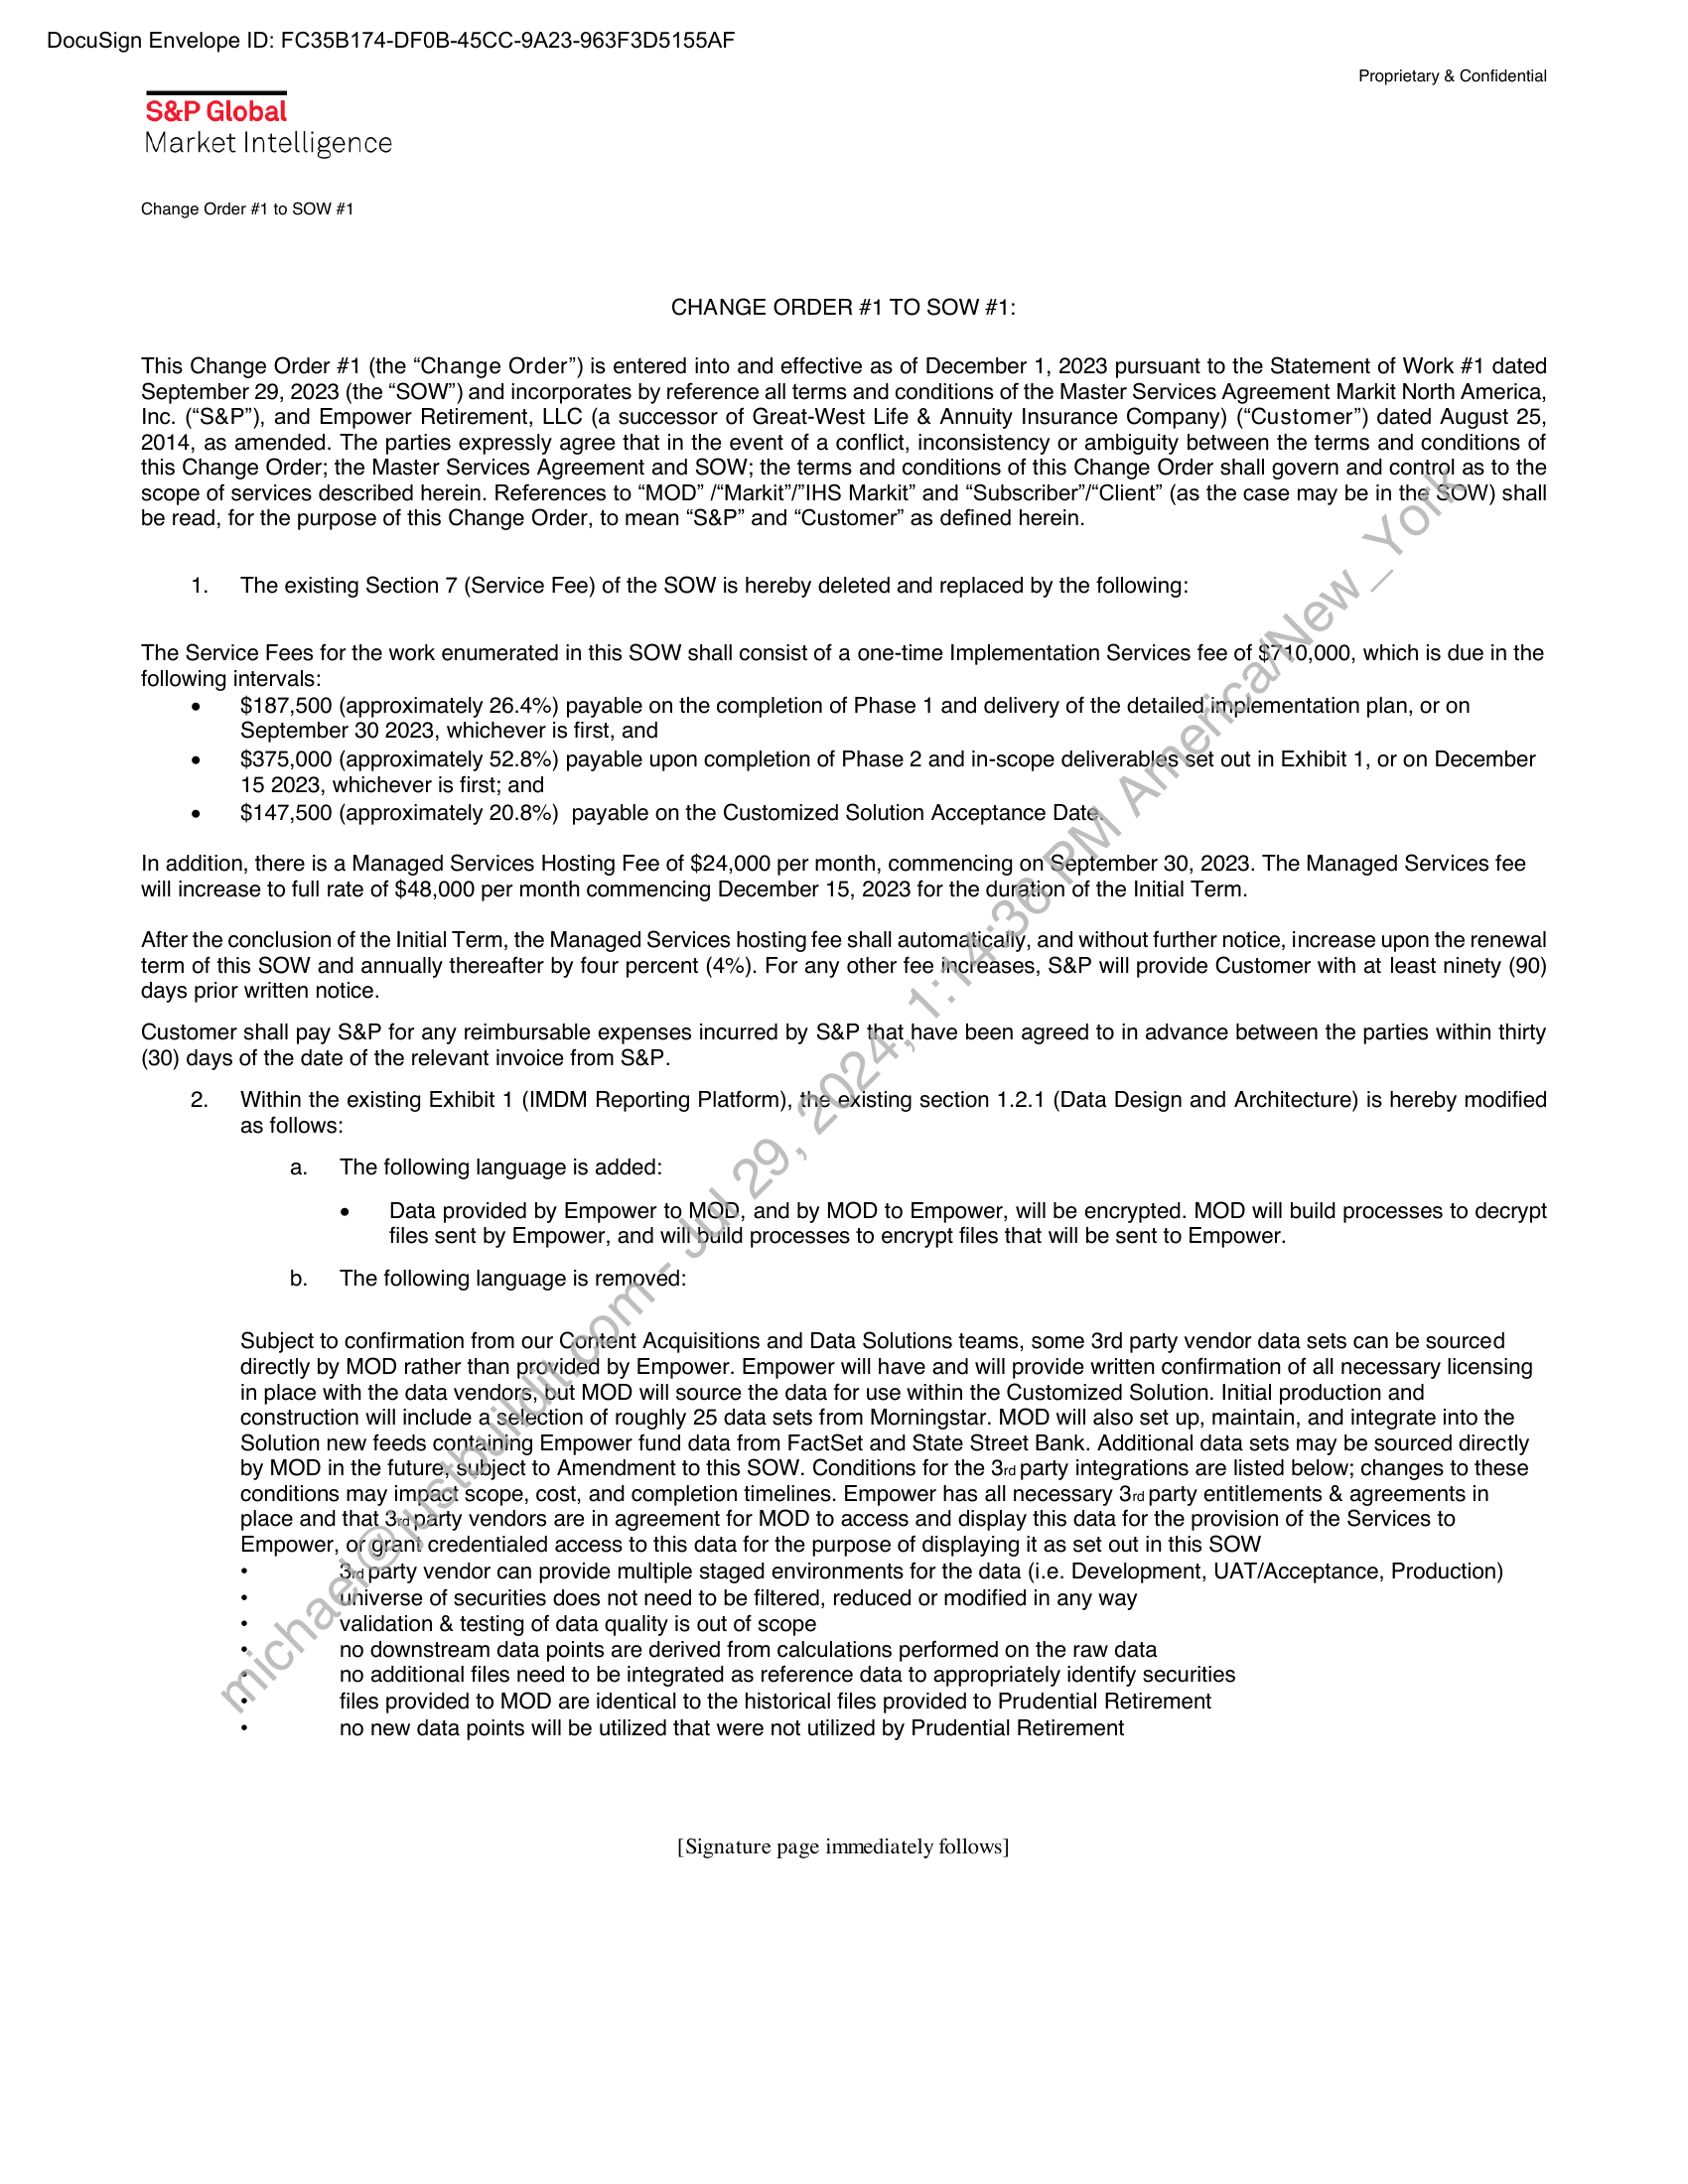 DocuSign Envelope ID: FC35B174-DF0B-45CC-9A23-963F3D5155AF
Proprietary & Confidential
S&P Global
Market Intelligence
Change Order #1 to SOW #1
CHANGE ORDER #1 TO SOW #1:
This Change Order #1 (the “Change Order”) is entered into and effective as of December 1, 2023 pursuant to the Statement of Work #1 dated
September 29, 2023 (the “SOW”) and incorporates by reference all terms and conditions of the Master Services Agreement Markit North America,
Inc. (“S&P”), and Empower Retirement, LLC (a successor of Great-West Life & Annuity Insurance Company) (“Customer”) dated August 25,
2014, as amended. The parties expressly agree that in the event of a conflict, inconsistency or ambiguity between the terms and conditions of
this Change Order; the Master Services Agreement and SOW; the terms and conditions of this Change Order shall govern and control as to the
scope of services described herein. References to “MOD” /“Markit”/”IHS Markit” and “Subscriber”/“Client” (as the case may be in the SOW) shall
be read, for the purpose of this Change Order, to mean “S&P” and “Customer” as defined herein.
1. The existing Section 7 (Service Fee) of the SOW is hereby deleted and replaced by the following:
The Service Fees for the work enumerated in this SOW shall consist of a one-time Implementation Services fee of $710,000, which is due in the
following intervals:
• $187,500 (approximately 26.4%) payable on the completion of Phase 1 and delivery of the detailed implementation plan, or on
September 30 2023, whichever is first, and
• $375,000 (approximately 52.8%) payable upon completion of Phase 2 and in-scope deliverables set out in Exhibit 1, or on December
15 2023, whichever is first; and
• $147,500 (approximately 20.8%) payable on the Customized Solution Acceptance Date.
In addition, there is a Managed Services Hosting Fee of $24,000 per month, commencing on September 30, 2023. The Managed Services fee
will increase to full rate of $48,000 per month commencing December 15, 2023 for the duration of the Initial Term.
After the conclusion of the Initial Term, the Managed Services hosting fee shall automatically, and without further notice, increase upon the renewal
term of this SOW and annually thereafter by four percent (4%). For any other fee increases, S&P will provide Customer with at least ninety (90)
days prior written notice.
Customer shall pay S&P for any reimbursable expenses incurred by S&P that have been agreed to in advance between the parties within thirty
(30) days of the date of the relevant invoice from S&P.
2. Within the existing Exhibit 1 (IMDM Reporting Platform), the existing section 1.2.1 (Data Design and Architecture) is hereby modified
as follows:
a. The following language is added:
• Data provided by Empower to MOD, and by MOD to Empower, will be encrypted. MOD will build processes to decrypt
files sent by Empower, and will build processes to encrypt files that will be sent to Empower.
b. The following language is removed:
Subject to confirmation from our Content Acquisitions and Data Solutions teams, some 3rd party vendor data sets can be sourced
directly by MOD rather than provided by Empower. Empower will have and will provide written confirmation of all necessary licensing
in place with the data vendors, but MOD will source the data for use within the Customized Solution. Initial production and
construction will include a selection of roughly 25 data sets from Morningstar. MOD will also set up, maintain, and integrate into the
Solution new feeds containing Empower fund data from FactSet and State Street Bank. Additional data sets may be sourced directly
by MOD in the future, subject to Amendment to this SOW. Conditions for the 3rd party integrations are listed below; changes to these
conditions may impact scope, cost, and completion timelines. Empower has all necessary 3rd party entitlements & agreements in
place and that 3rd party vendors are in agreement for MOD to access and display this data for the provision of the Services to
Empower, or grant credentialed access to this data for the purpose of displaying it as set out in this SOW
• 3rd party vendor can provide multiple staged environments for the data (i.e. Development, UAT/Acceptance, Production)
• universe of securities does not need to be filtered, reduced or modified in any way
• validation & testing of data quality is out of scope
• no downstream data points are derived from calculations performed on the raw data
• no additional files need to be integrated as reference data to appropriately identify securities
• files provided to MOD are identical to the historical files provided to Prudential Retirement
• no new data points will be utilized that were not utilized by Prudential Retirement
[Signature page immediately follows]
michael@justbuildit.com - Jul 29, 2024, 1:14:36 PM America/New_York